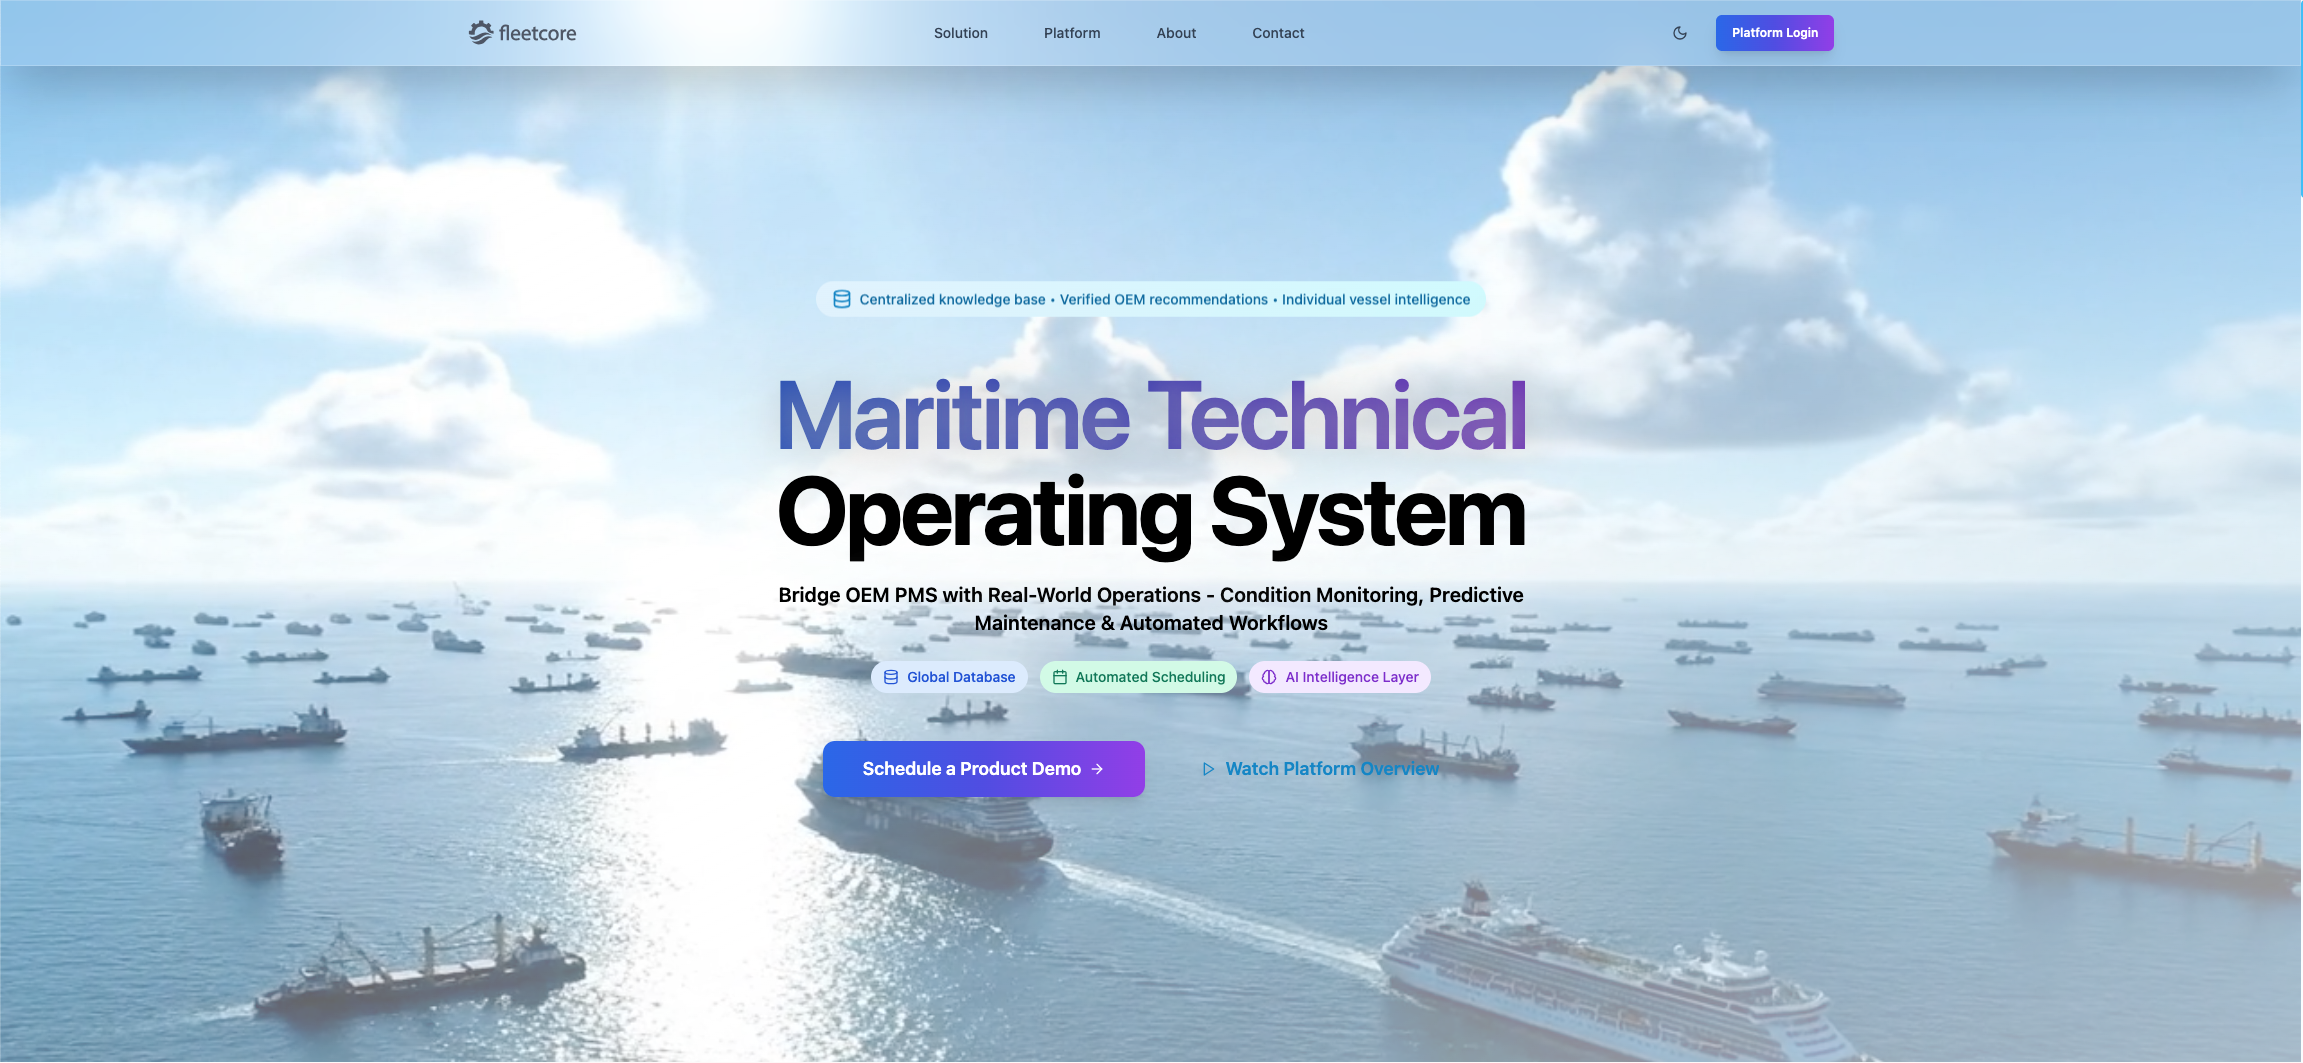 fleetcore
Solution
Platform
About
Contact
Platform Login
Centralized knowledge base • Verified OEM recommendations • Individual vessel intelligence
Maritime Technical
Operating System
Bridge OEM PMS with Real-World Operations - Condition Monitoring, Predictive
Maintenance & Automated Workflows
Global Database
Automated Scheduling
AI Intelligence Layer
Schedule a Product Demo
Watch Platform Overview